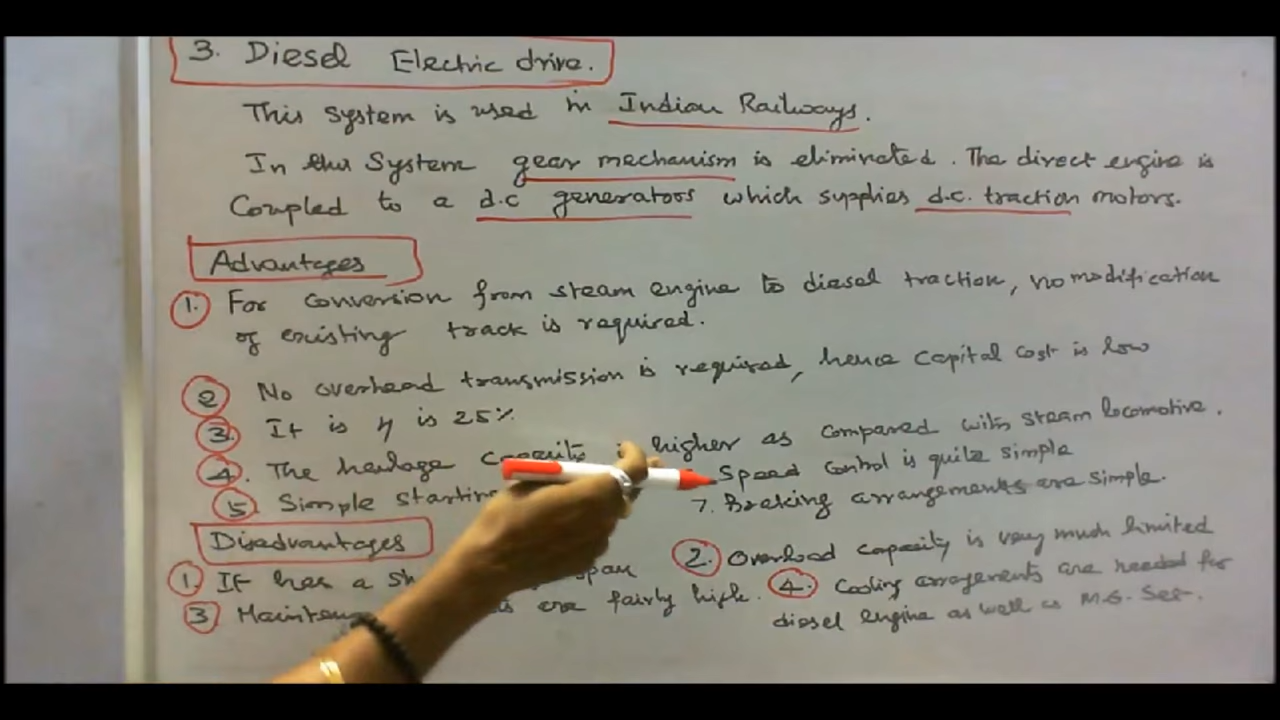 3. Diesel Electric drive.
This system is used in Indian Railways.
In this System gear mechanism is eliminated. The direct engine is
Coupled to a d.c generators which supplies d.c. traction motors.
Advantages
1. For conversion from steam engine to diesel traction, no modification
of existing track is required.
2 No overhead transmission is required, hence capital cost is low
3. It is η is 25%
4. The haulage higher as compared with steam locomotive.
5 Simple Speed control is quite simple
7. Braking arrangements are simple.
Disadvantages
1 It has a span 2. Overload capacity is very much limited
3 are fairly high. 4. Cooling arragements are needed for
diesel engine as well as M.G. Set.